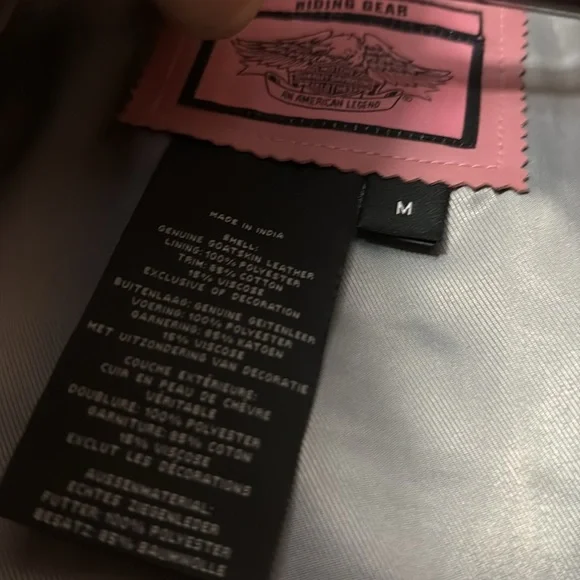 RIDING GEAR
AN AMERICAN LEGEND
M
MADE IN INDIA
SHELL:
GENUINE GOATSKIN LEATHER
LINING: 100% POLYESTER
TRIM: 85% COTTON
15% VISCOSE
EXCLUSIVE OF DECORATION
BUITENLAAG: GENUINE GEITENLEER
VOERING: 100% POLYESTER
GARNERING: 85% KATOEN
15% VISCOSE
MET UITZONDERING VAN DECORATIE
COUCHE EXTÉRIEURE:
CUIR EN PEAU DE CHÈVRE
VÉRITABLE
DOUBLURE: 100% POLYESTER
GARNITURE: 85% COTON
15% VISCOSE
EXCLUT LES DÉCORATIONS
AUSSENMATERIAL:
ECHTES ZIEGENLEDER
FUTTER: 100% POLYESTER
BESATZ: 85% BAUMWOLLE